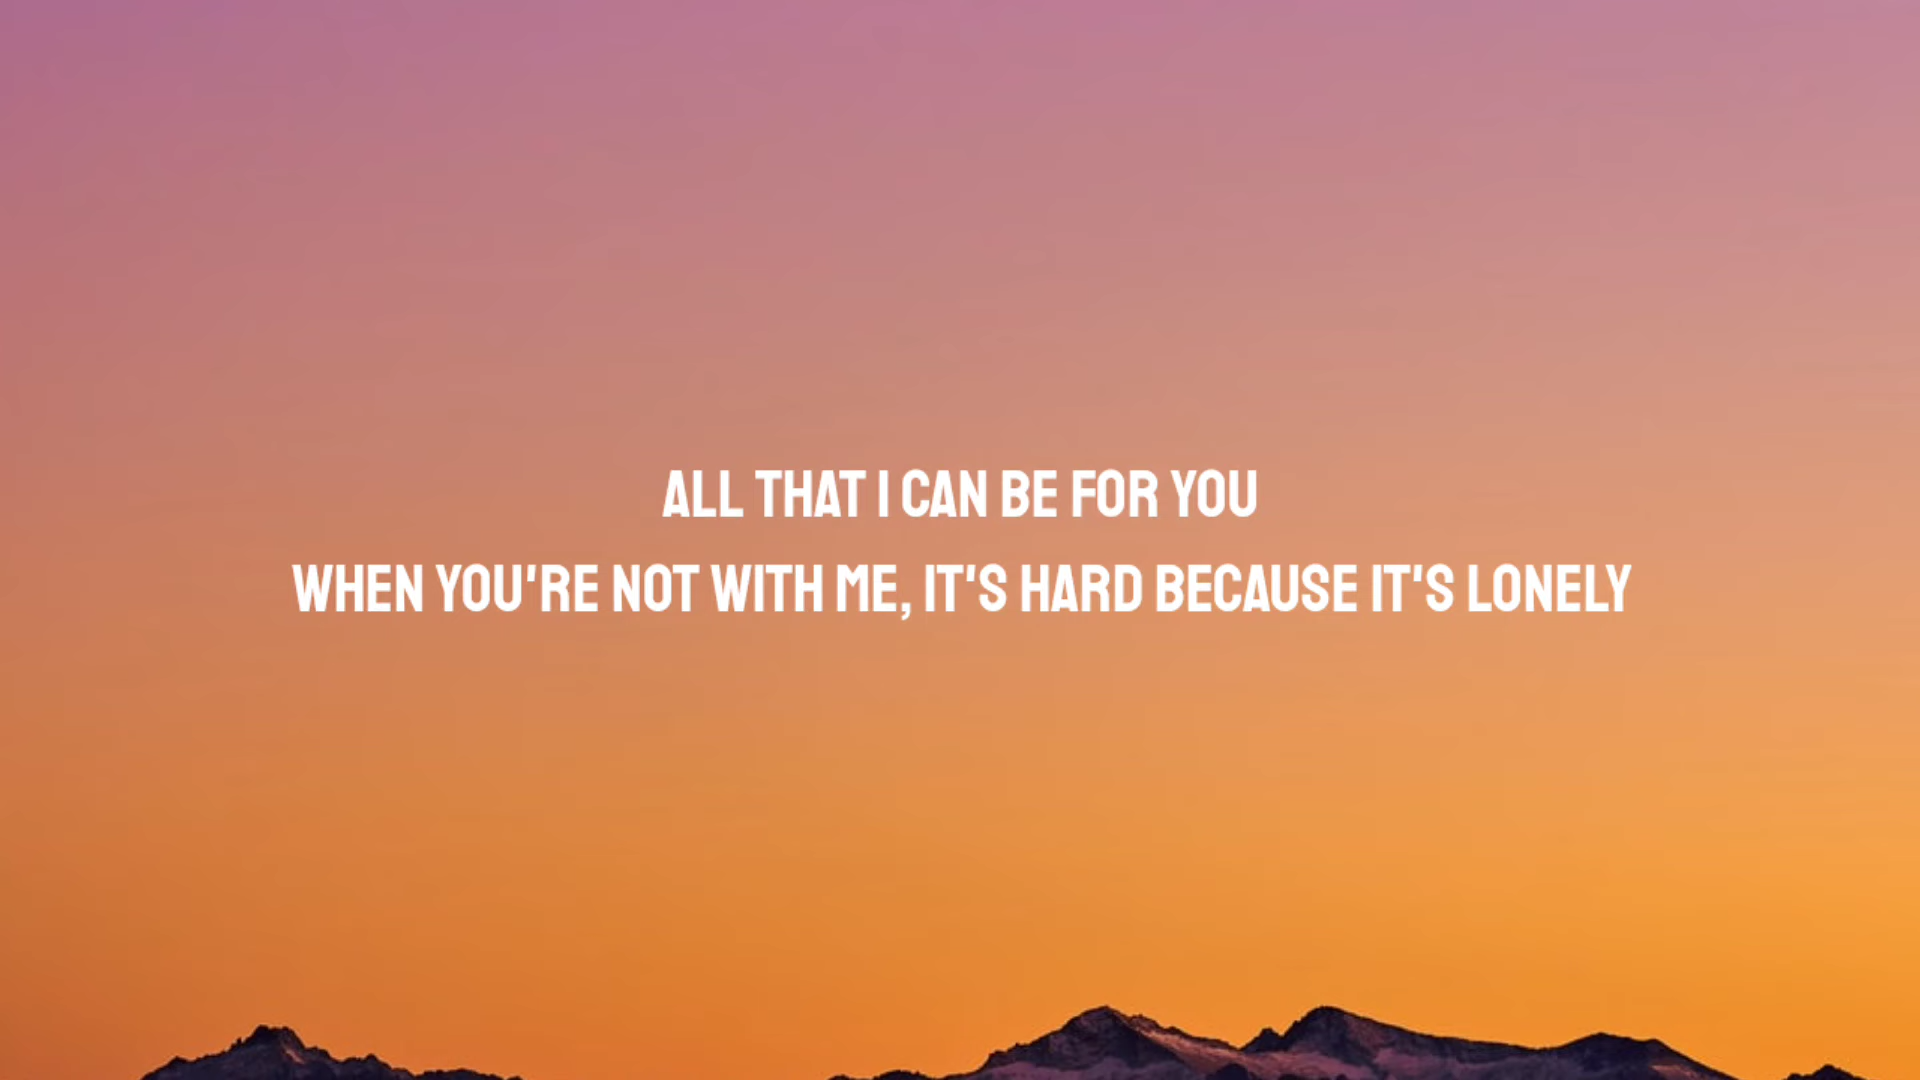 ALL THAT I CAN BE FOR YOU
WHEN YOU'RE NOT WITH ME, IT'S HARD BECAUSE IT'S LONELY